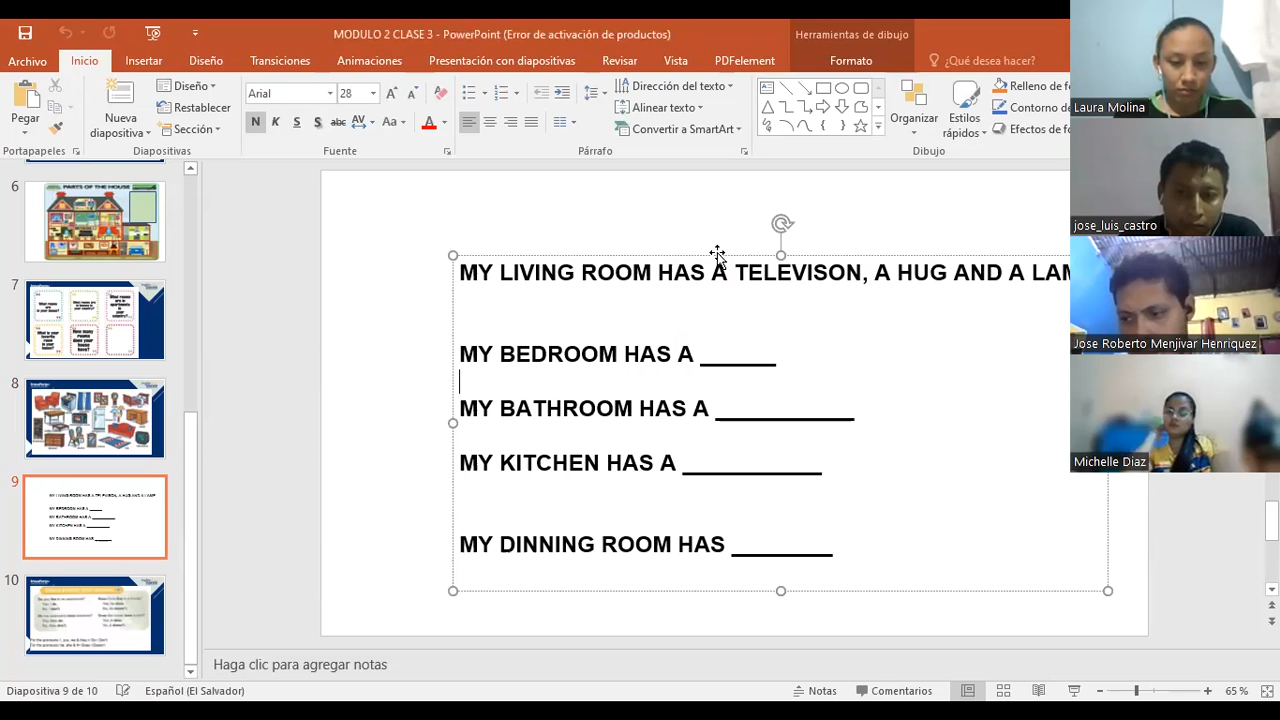 MODULO 2 CLASE 3 - PowerPoint (Error de activación de productos)
Herramientas de dibujo
Archivo Inicio Insertar Diseño Transiciones Animaciones Presentación con diapositivas Revisar Vista PDFelement Formato ¿Qué desea hacer?
Pegar
Nueva diapositiva
Diseño
Restablecer
Sección
Arial 28
N K S S abc AV Aa A
Dirección del texto
Alinear texto
Convertir a SmartArt
Organizar
Estilos rápidos
Relleno de fo
Contorno de
Efectos de fo
Portapapeles Diapositivas Fuente Párrafo Dibujo
Laura Molina
jose_luis_castro
Jose Roberto Menjivar Henriquez
Michelle Diaz
6
PARTS OF THE HOUSE
7
8
9
10
MY LIVING ROOM HAS A TELEVISON, A HUG AND A LAM
MY BEDROOM HAS A ______
MY BATHROOM HAS A ___________
MY KITCHEN HAS A ___________
MY DINNING ROOM HAS ________
Haga clic para agregar notas
Diapositiva 9 de 10 Español (El Salvador) Notas Comentarios 65 %